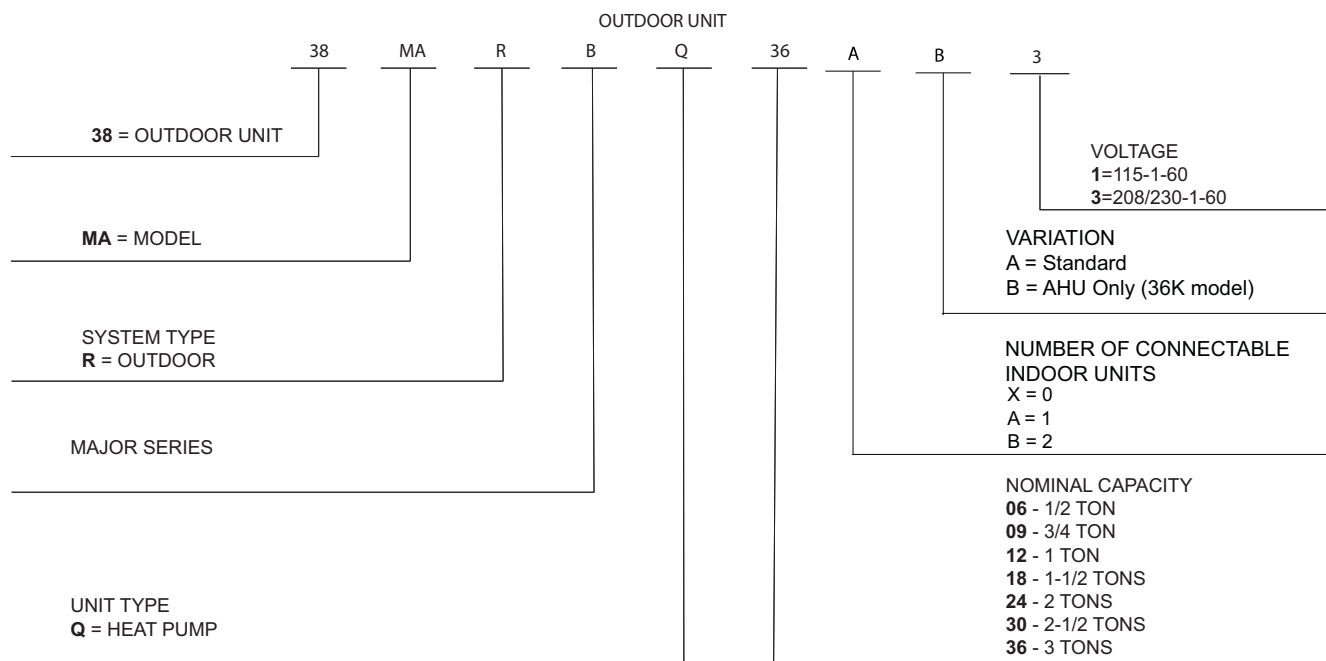 OUTDOOR UNIT
38 MA R B Q 36 A B 3
38 = OUTDOOR UNIT
VOLTAGE
1=115-1-60
3=208/230-1-60
MA = MODEL
VARIATION
A = Standard
B = AHU Only (36K model)
SYSTEM TYPE
R = OUTDOOR
NUMBER OF CONNECTABLE
INDOOR UNITS
X = 0
A = 1
B = 2
MAJOR SERIES
NOMINAL CAPACITY
06 - 1/2 TON
09 - 3/4 TON
12 - 1 TON
18 - 1-1/2 TONS
24 - 2 TONS
30 - 2-1/2 TONS
36 - 3 TONS
UNIT TYPE
Q = HEAT PUMP